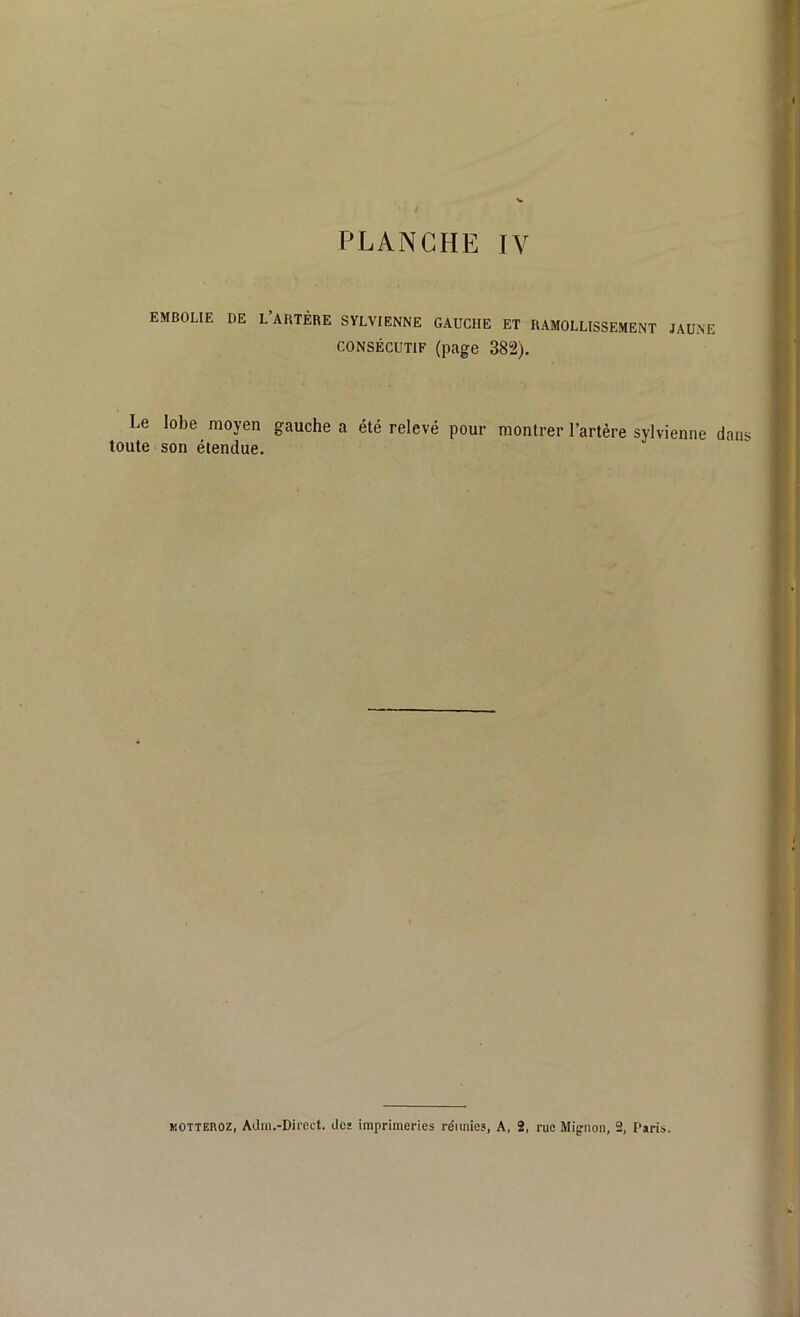 PLANCHE IV
EMBOLIE DE L'ARTÈRE SYLVIENNE GAUCHE ET RAMOLLISSEMENT JAUNE
CONSÉCUTIF (page 382).
Le lobe moyen gauche a été relevé pour montrer l'artère sylvienne dans
toute son étendue.
MOTTEROZ, Adm.-Direct. des imprimeries réunies, A, 2, rue Mignon, 2, Paris.